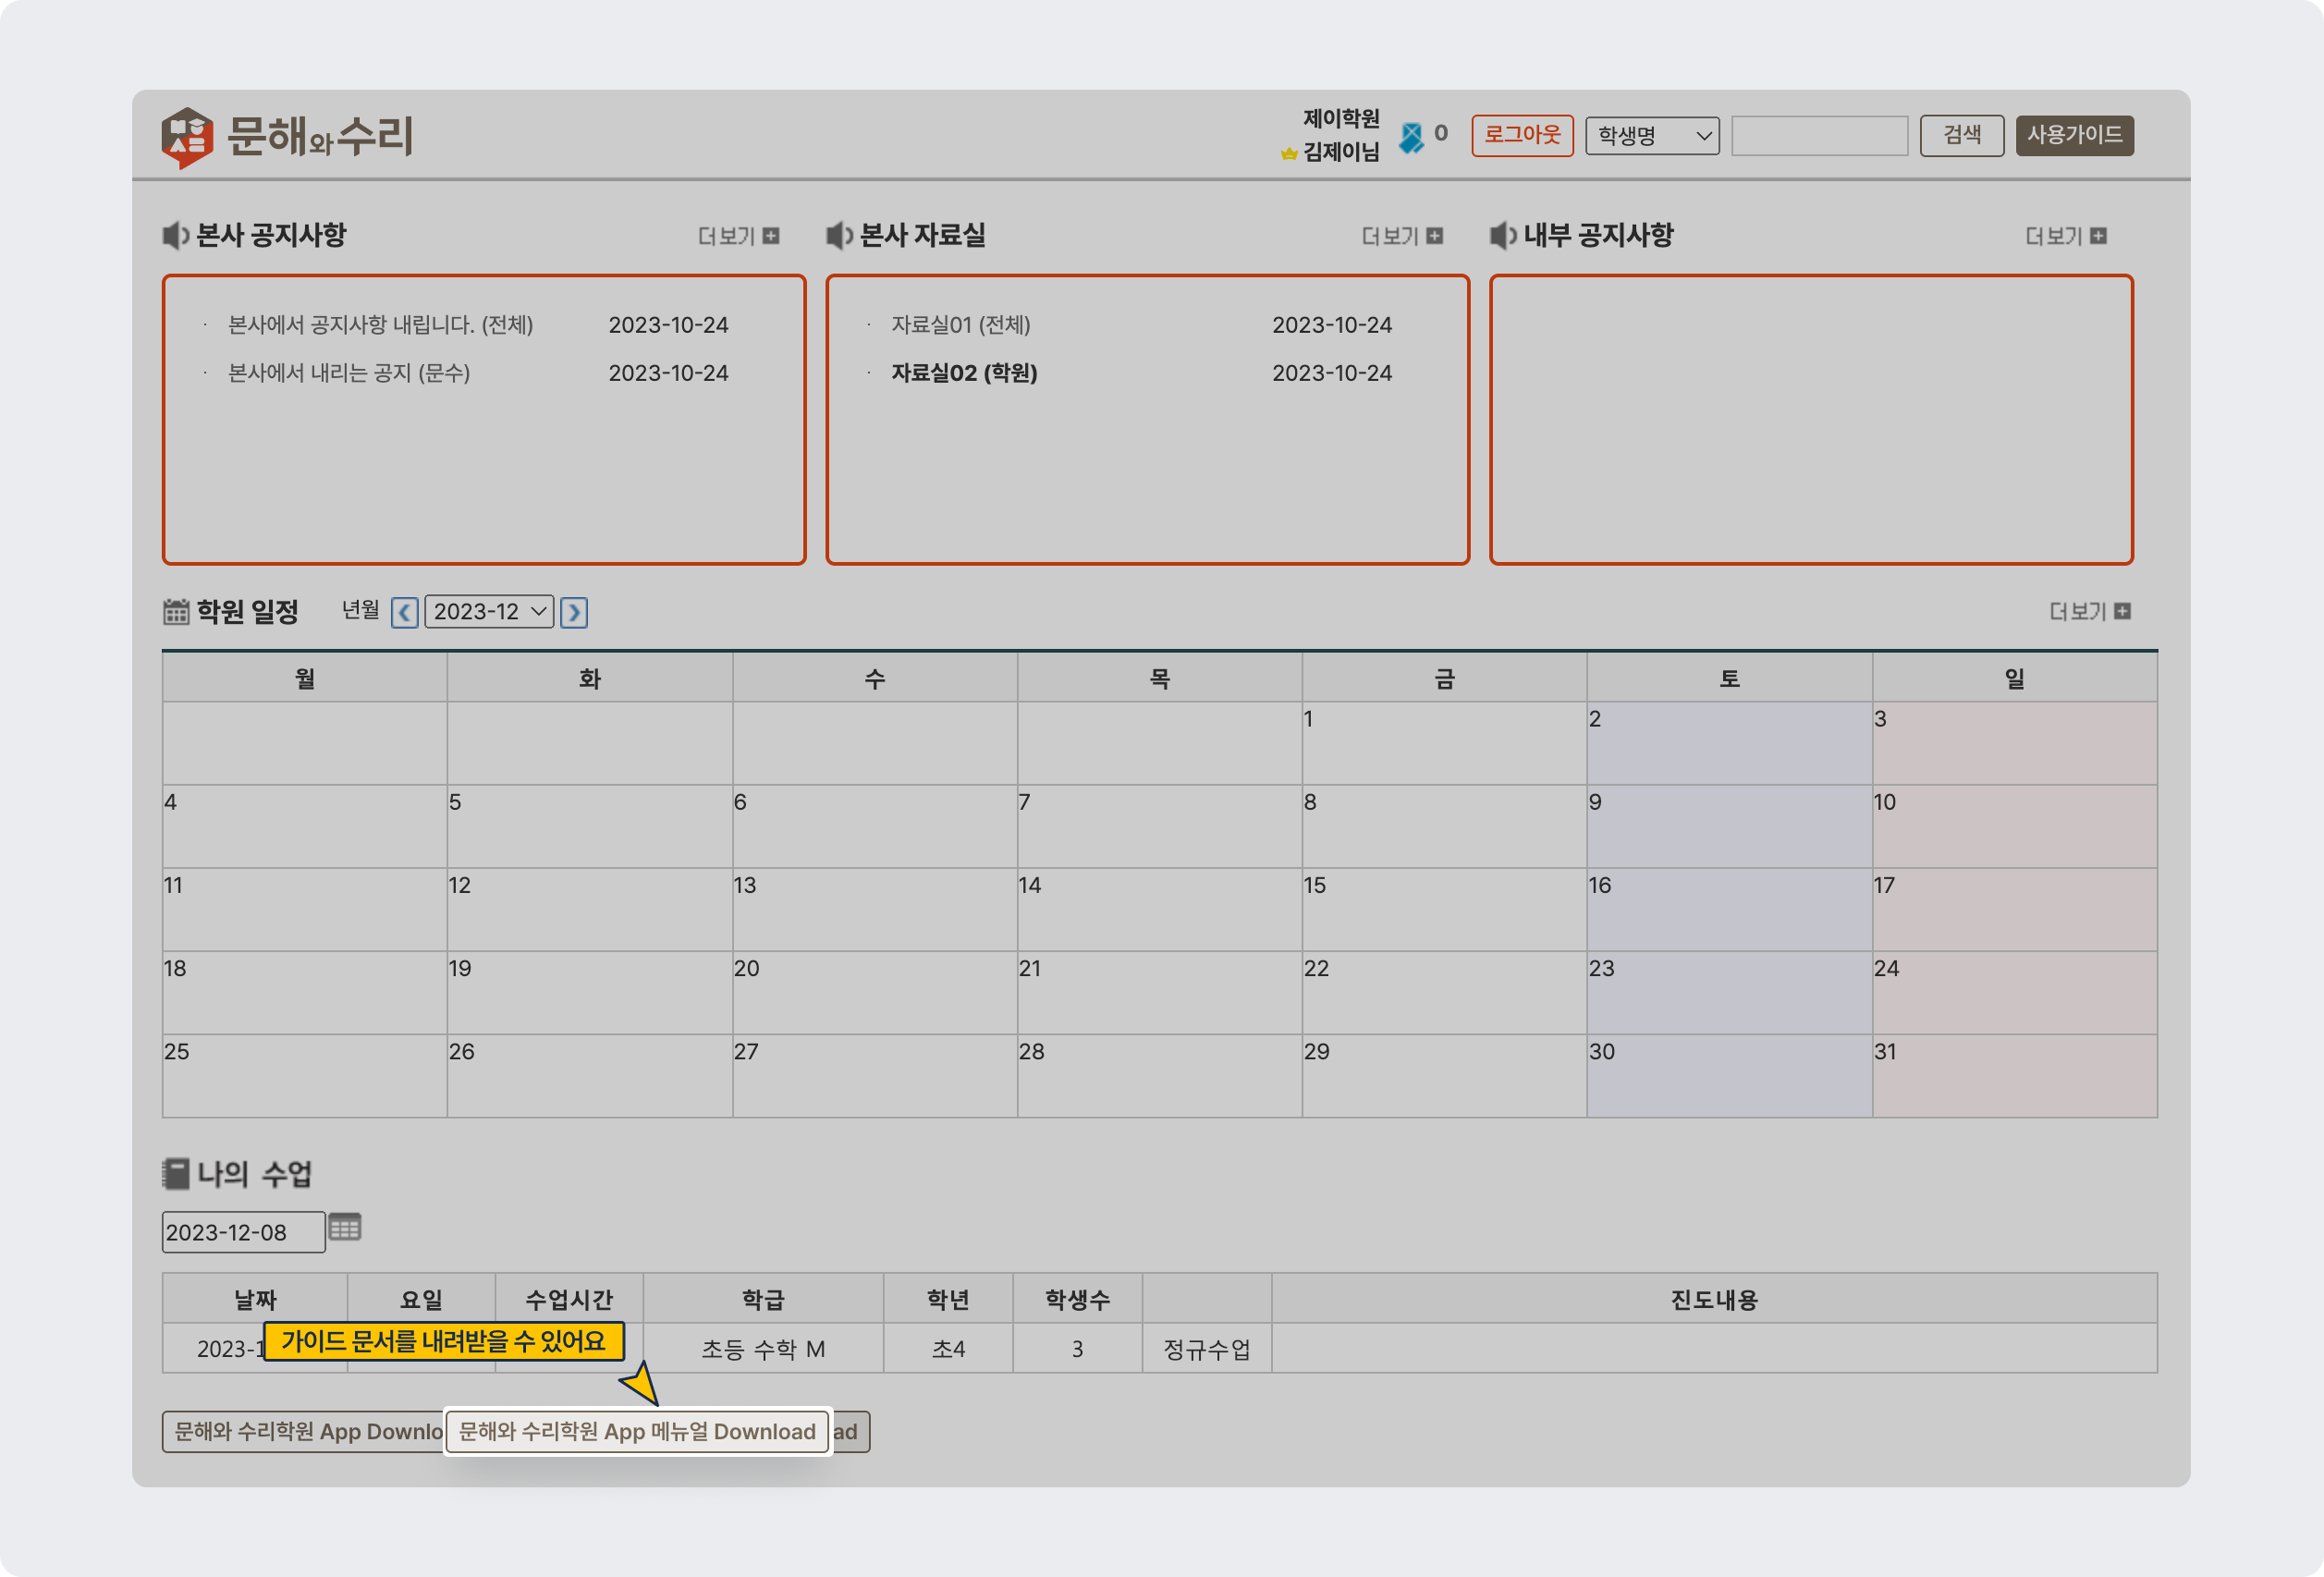 문해와수리
제이학원
김제이님
0
로그아웃
학생명
검색
사용가이드
본사 공지사항
더보기
본사 자료실
더보기
내부 공지사항
더보기
· 본사에서 공지사항 내립니다. (전체) 2023-10-24
· 본사에서 내리는 공지 (문수) 2023-10-24
· 자료실01 (전체) 2023-10-24
· 자료실02 (학원) 2023-10-24
학원 일정
년월
2023-12
더보기
월 화 수 목 금 토 일
1 2 3
4 5 6 7 8 9 10
11 12 13 14 15 16 17
18 19 20 21 22 23 24
25 26 27 28 29 30 31
나의 수업
2023-12-08
날짜 요일 수업시간 학급 학년 학생수 진도내용
2023-1 초등 수학 M 초4 3 정규수업
가이드 문서를 내려받을 수 있어요
문해와 수리학원 App Downlo
문해와 수리학원 App 메뉴얼 Download
ad